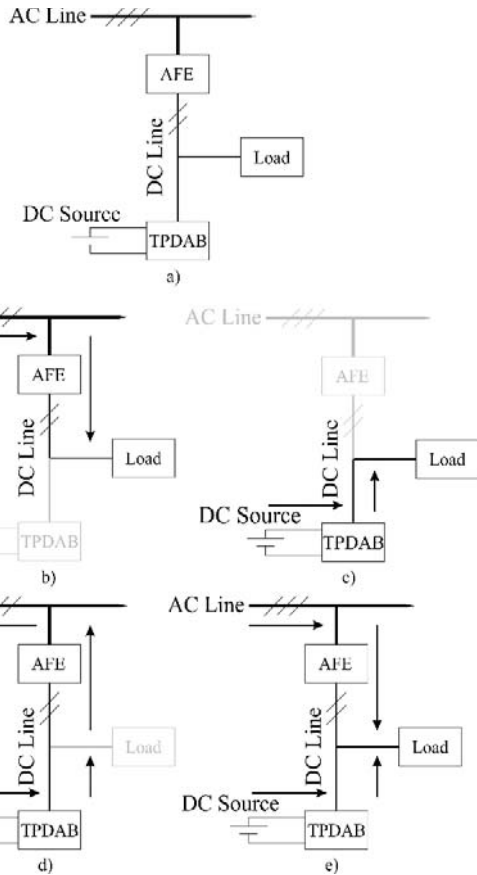 AC Line
AFE
DC Line
Load
DC Source
TPDAB
a)
AFE
DC Line
Load
TPDAB
b)
AC Line
AFE
DC Line
Load
DC Source
TPDAB
c)
AFE
DC Line
Load
TPDAB
d)
AC Line
AFE
DC Line
Load
DC Source
TPDAB
e)